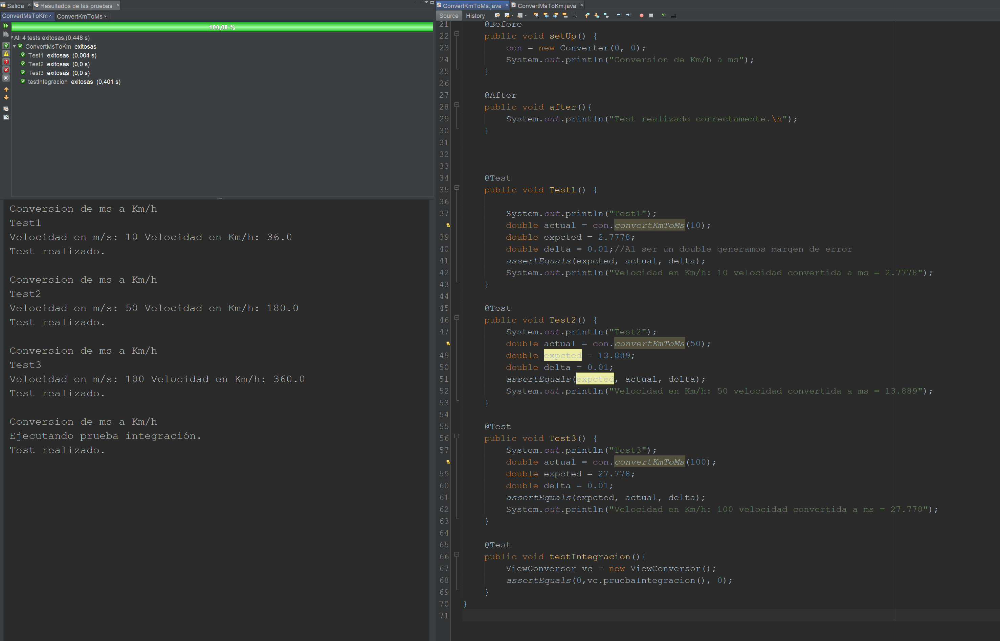 Salida × Resultados de las pruebas ×
ConvertMsToKm × ConvertKmToMs ×
100,00 %
All 4 tests exitosas.(0,448 s)
ConvertMsToKm exitosas
Test1 exitosas (0,004 s)
Test2 exitosas (0,0 s)
Test3 exitosas (0,0 s)
testIntegracion exitosas (0,401 s)
Conversion de ms a Km/h
Test1
Velocidad en m/s: 10 Velocidad en Km/h: 36.0
Test realizado.
Conversion de ms a Km/h
Test2
Velocidad en m/s: 50 Velocidad en Km/h: 180.0
Test realizado.
Conversion de ms a Km/h
Test3
Velocidad en m/s: 100 Velocidad en Km/h: 360.0
Test realizado.
Conversion de ms a Km/h
Ejecutando prueba integración.
Test realizado.
ConvertKmToMs.java × ConvertMsToKm.java ×
Source History
21 @Before
22 public void setUp() {
23 con = new Converter(0, 0);
24 System.out.println("Conversion de Km/h a ms");
25 }
26
27 @After
28 public void after(){
29 System.out.println("Test realizado correctamente.\n");
30 }
31
32
33
34 @Test
35 public void Test1() {
36
37 System.out.println("Test1");
double actual = con.convertKmToMs(10);
39 double expcted = 2.7778;
40 double delta = 0.01;//Al ser un double generamos margen de error
41 assertEquals(expcted, actual, delta);
42 System.out.println("Velocidad en Km/h: 10 velocidad convertida a ms = 2.7778");
43 }
44
45 @Test
46 public void Test2() {
47 System.out.println("Test2");
double actual = con.convertKmToMs(50);
49 double expcted = 13.889;
50 double delta = 0.01;
51 assertEquals(expcted, actual, delta);
52 System.out.println("Velocidad en Km/h: 50 velocidad convertida a ms = 13.889");
53 }
54
55 @Test
56 public void Test3() {
57 System.out.println("Test3");
double actual = con.convertKmToMs(100);
59 double expcted = 27.778;
60 double delta = 0.01;
61 assertEquals(expcted, actual, delta);
62 System.out.println("Velocidad en Km/h: 100 velocidad convertida a ms = 27.778");
63 }
64
65 @Test
66 public void testIntegracion(){
67 ViewConversor vc = new ViewConversor();
68 assertEquals(0,vc.pruebaIntegracion(), 0);
69 }
70 }
71